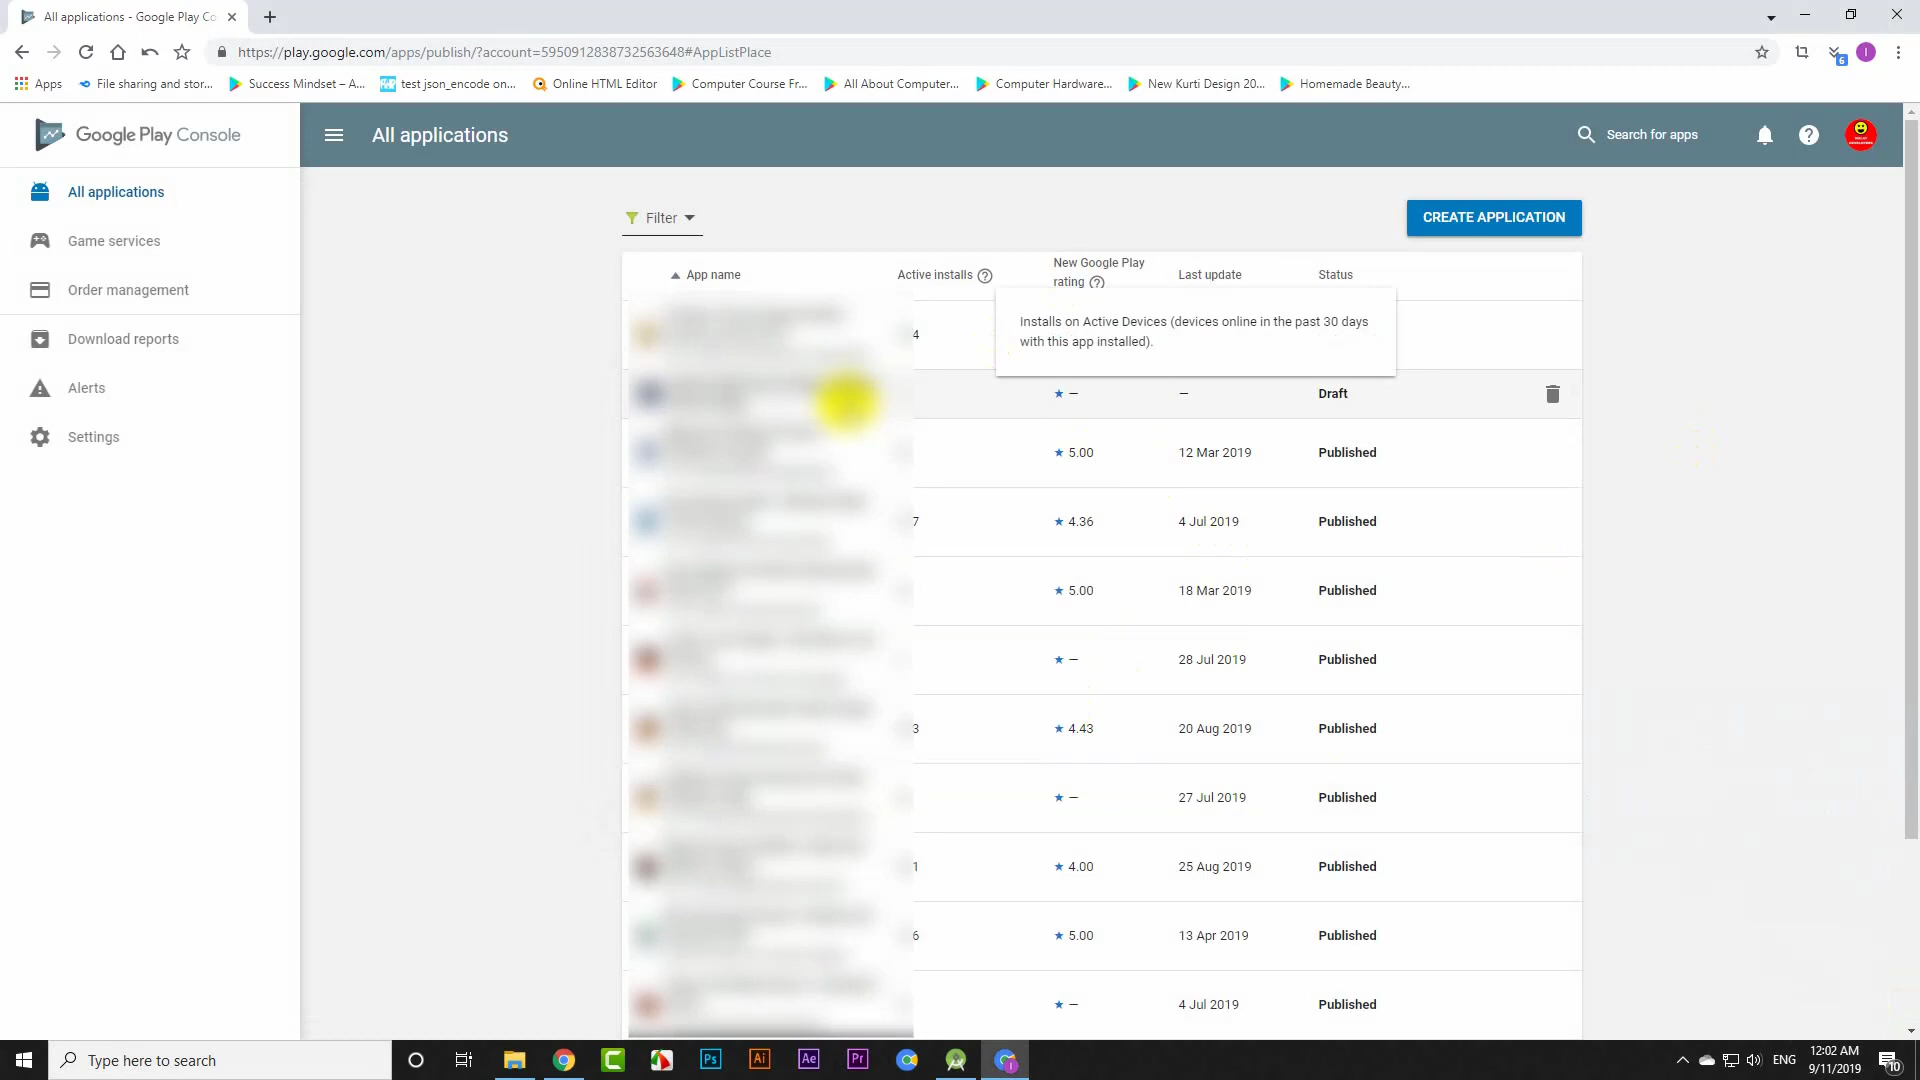 All applications - Google Play Co
https://play.google.com/apps/publish/?account=5950912838732563648#AppListPlace
6
I
Apps
File sharing and stor...
Success Mindset – A...
test json_encode on...
Online HTML Editor
Computer Course Fr...
All About Computer...
Computer Hardware...
New Kurti Design 20...
Homemade Beauty...
Google Play Console
All applications
Search for apps
All applications
Game services
Order management
Download reports
Alerts
Settings
Filter
CREATE APPLICATION
App name
Active installs
New Google Play
rating
Last update
Status
Installs on Active Devices (devices online in the past 30 days
with this app installed).
4
★ — — Draft
★ 5.00 12 Mar 2019 Published
7 ★ 4.36 4 Jul 2019 Published
★ 5.00 18 Mar 2019 Published
★ — 28 Jul 2019 Published
3 ★ 4.43 20 Aug 2019 Published
★ — 27 Jul 2019 Published
1 ★ 4.00 25 Aug 2019 Published
6 ★ 5.00 13 Apr 2019 Published
★ — 4 Jul 2019 Published
Type here to search
Ps
Ai
Ae
Pr
ENG
12:02 AM
9/11/2019
10